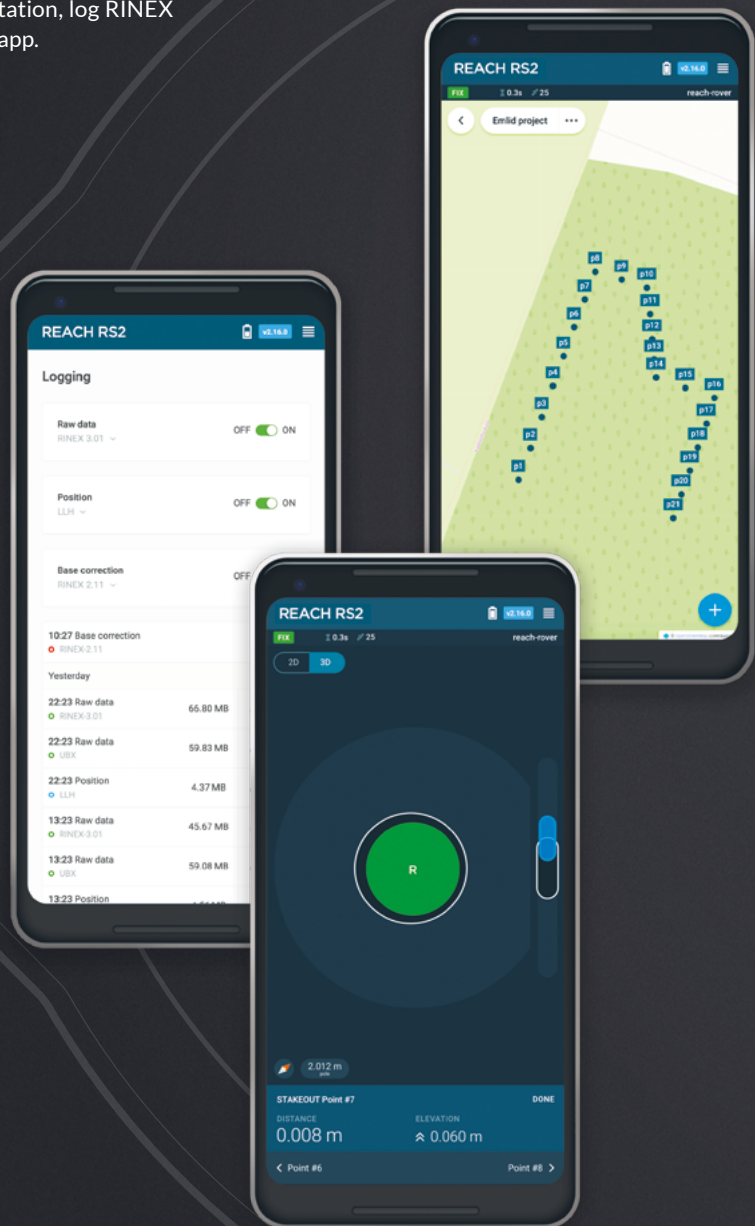 tation, log RINEX
app.
REACH RS2
v2.16.0
FIX
0.3s
25
reach-rover
Emlid project
p8
p9
p10
p7
p11
p6
p12
p5
p13
p14
p4
p15
p16
p3
p17
p2
p18
p1
p19
p20
p21
+
REACH RS2
v2.16.0
Logging
Raw data
RINEX 3.01
OFF
ON
Position
LLH
OFF
ON
Base correction
RINEX 2.11
OFF
10:27 Base correction
RINEX-2.11
Yesterday
22:23 Raw data
66.80 MB
RINEX-3.01
22:23 Raw data
59.83 MB
UBX
22:23 Position
4.37 MB
LLH
13:23 Raw data
45.67 MB
RINEX-3.01
13:23 Raw data
59.08 MB
UBX
13:23 Position
REACH RS2
v2.16.0
FIX
0.3s
25
reach-rover
2D
3D
R
2.012 m
pole
STAKEOUT Point #7
DONE
DISTANCE
ELEVATION
0.008 m
0.060 m
Point #6
Point #8